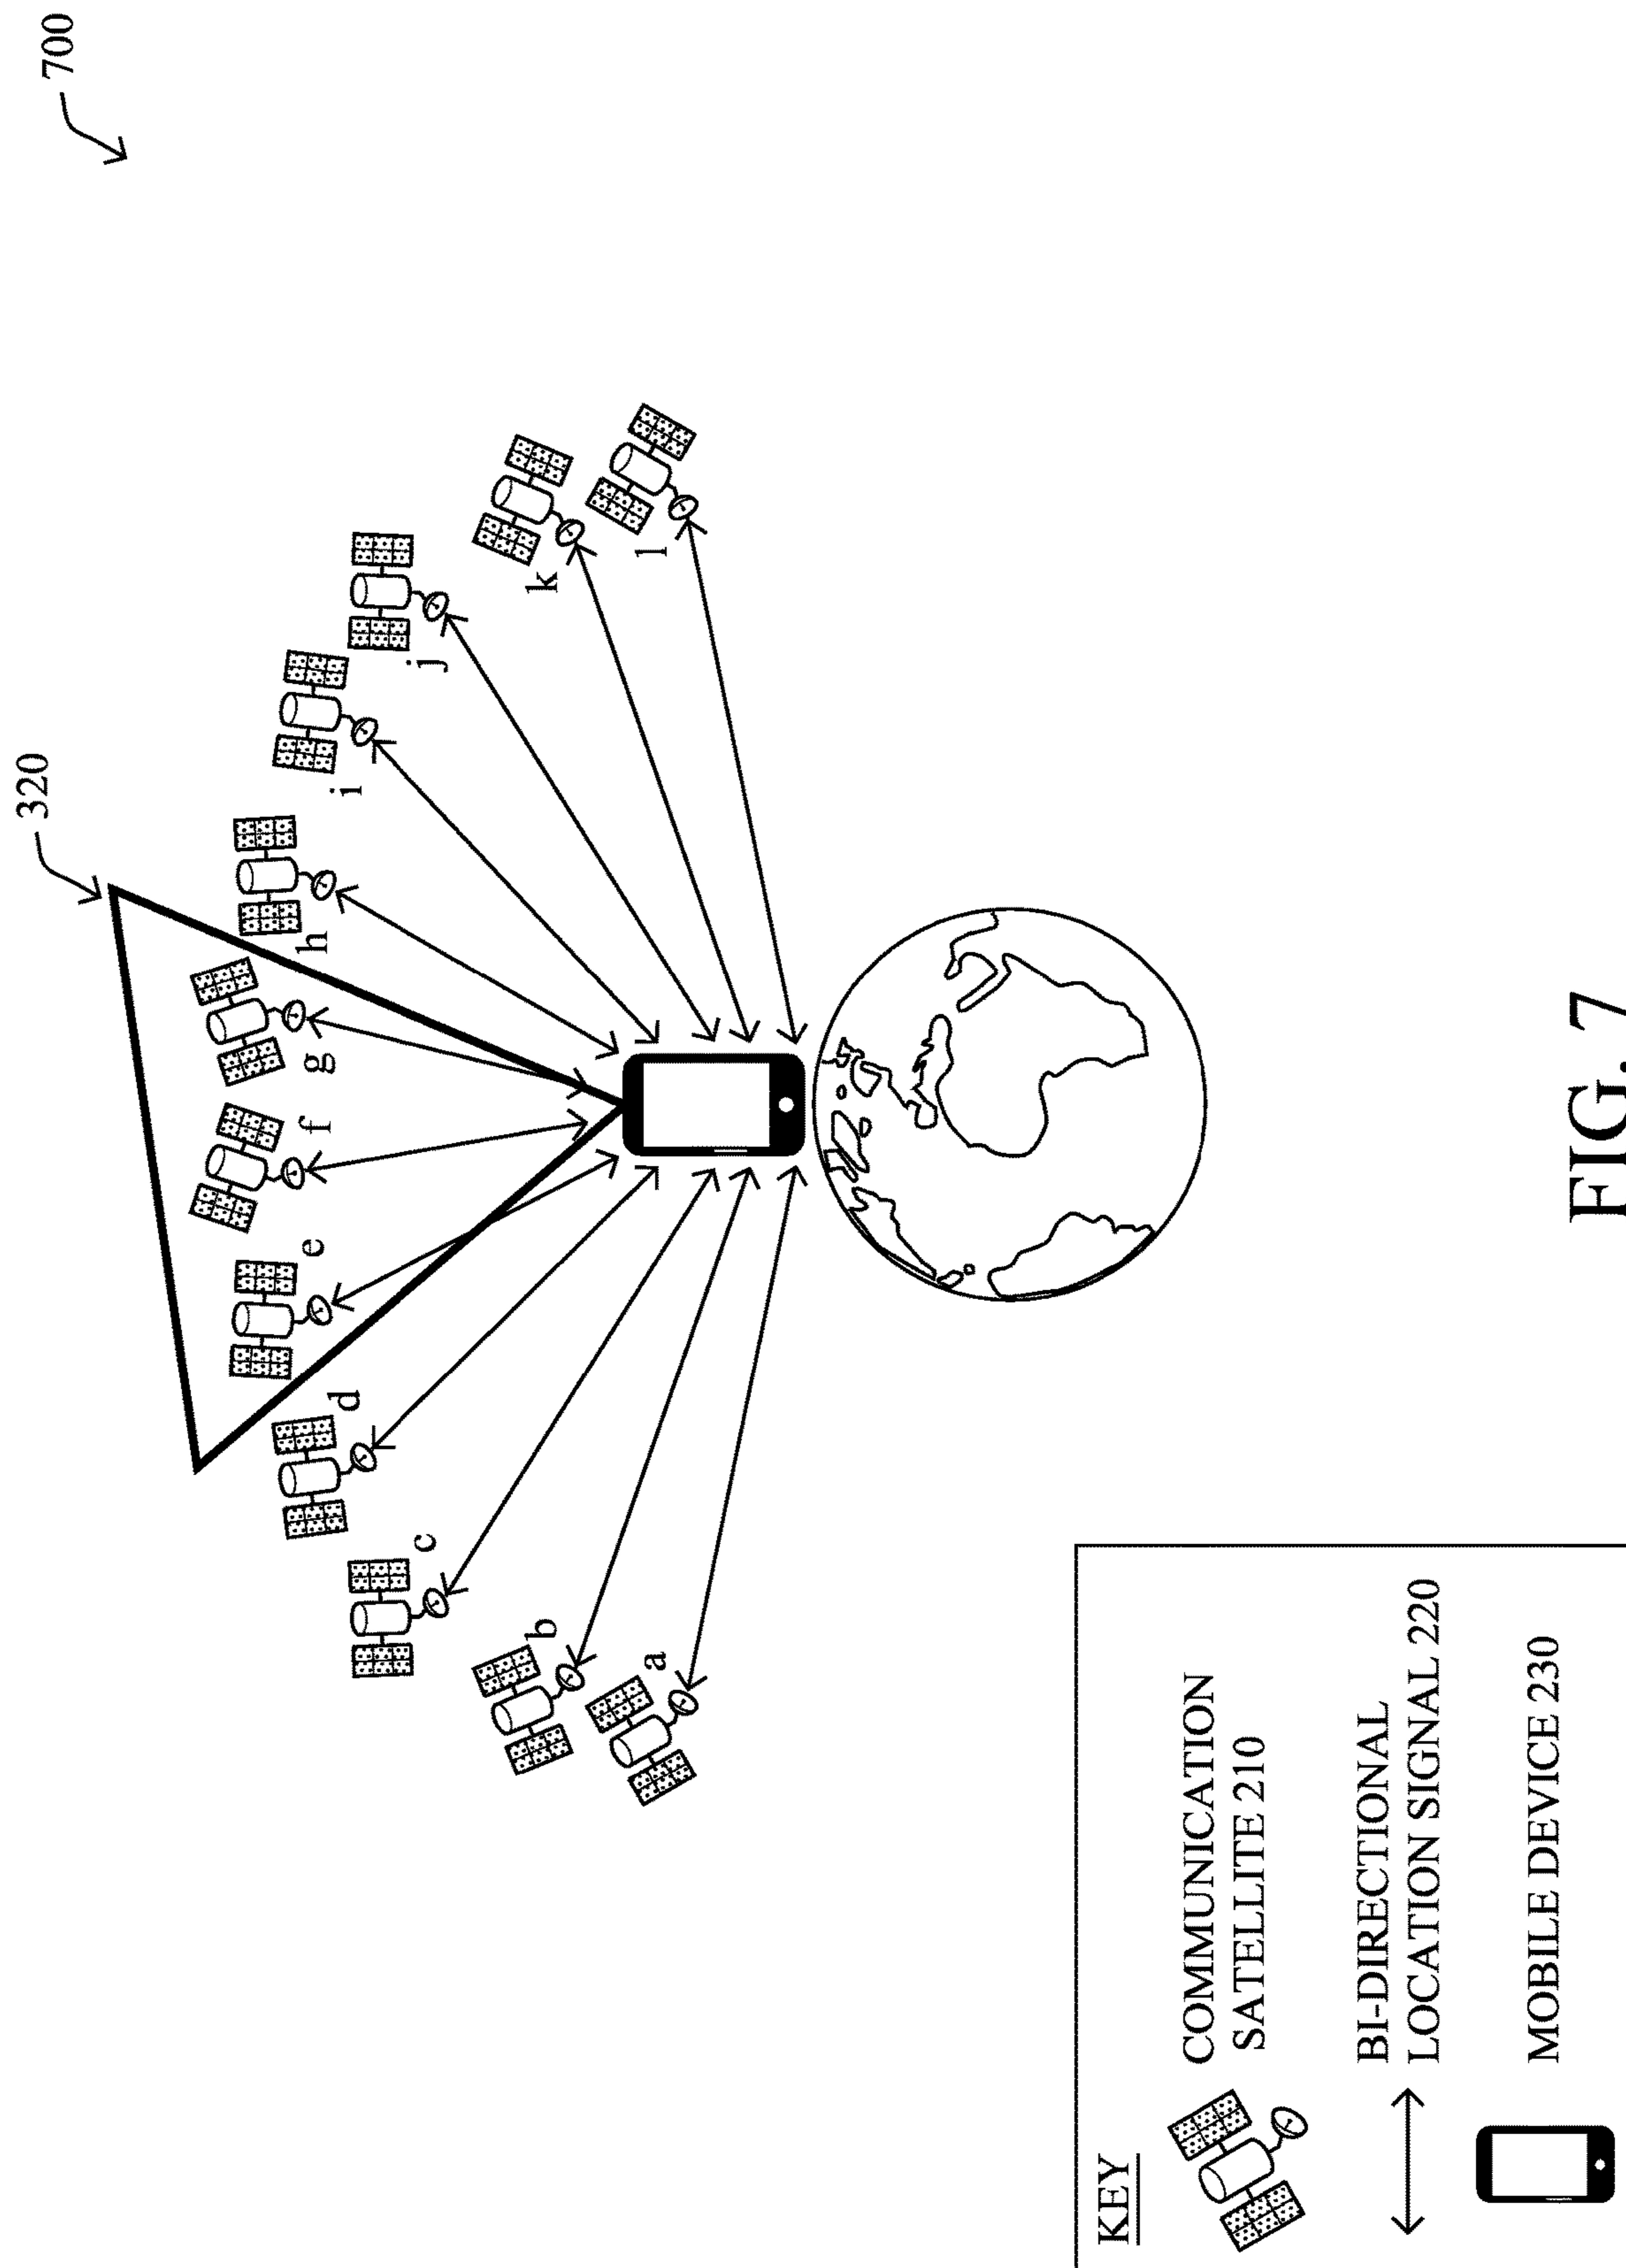 700
320
a
b
c
d
e
f
g
h
i
j
k
l
KEY
COMMUNICATION
SATELLITE 210
BI-DIRECTIONAL
LOCATION SIGNAL 220
MOBILE DEVICE 230
FIG. 7